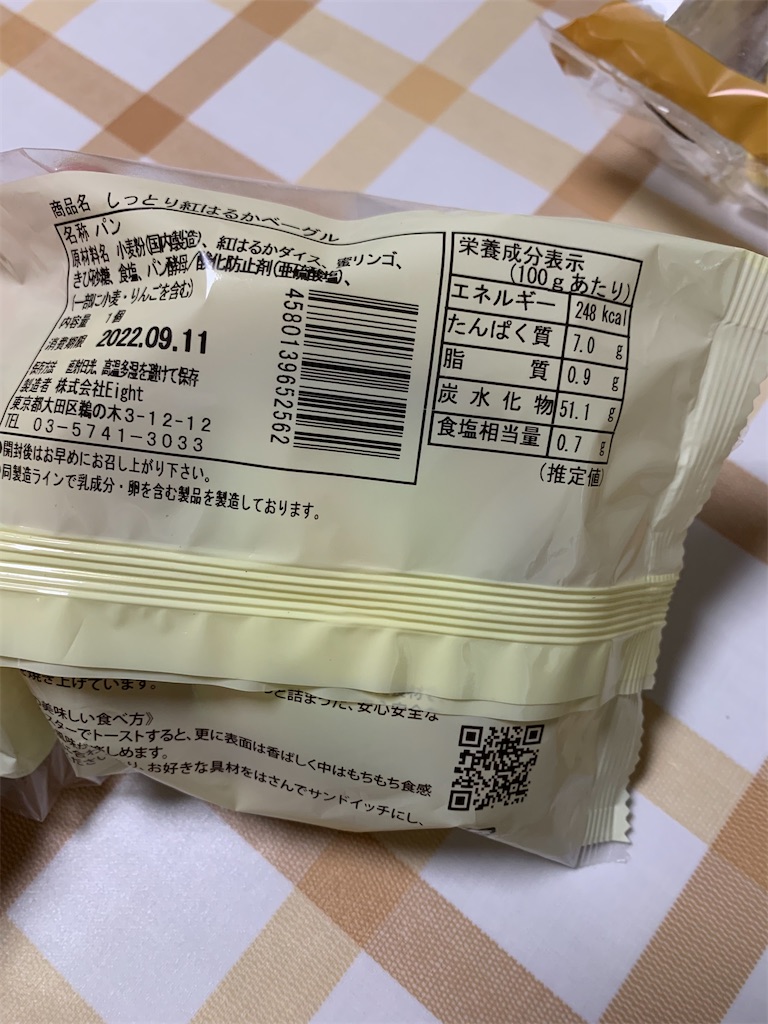 商品名 しっとり紅はるかベーグル
名称 パン
原材料名 小麦粉(国内製造)、紅はるかダイス、蜜リンゴ、
きび砂糖、食塩、パン酵母/酸化防止剤(亜硫酸塩)、
(一部に小麦・りんごを含む)
内容量 1個
消費期限 2022.09.11
保存方法 直射日光、高温多湿を避けて保存
製造者 株式会社Eight
東京都大田区鵜の木3-12-12
TEL 03-5741-3033
4580139652562
開封後はお早めにお召し上がり下さい。
同製造ラインで乳成分・卵を含む製品を製造しております。
栄養成分表示
(100gあたり)
エネルギー 248 kcal
たんぱく質 7.0 g
脂質 0.9 g
炭水化物 51.1 g
食塩相当量 0.7 g
(推定値)
き上げています。
と詰まった、安心安全な
美味しい食べ方》
スターでトーストすると、更に表面は香ばしく中はもちもち食感
しめます。
り、お好きな具材をはさんでサンドイッチにし、